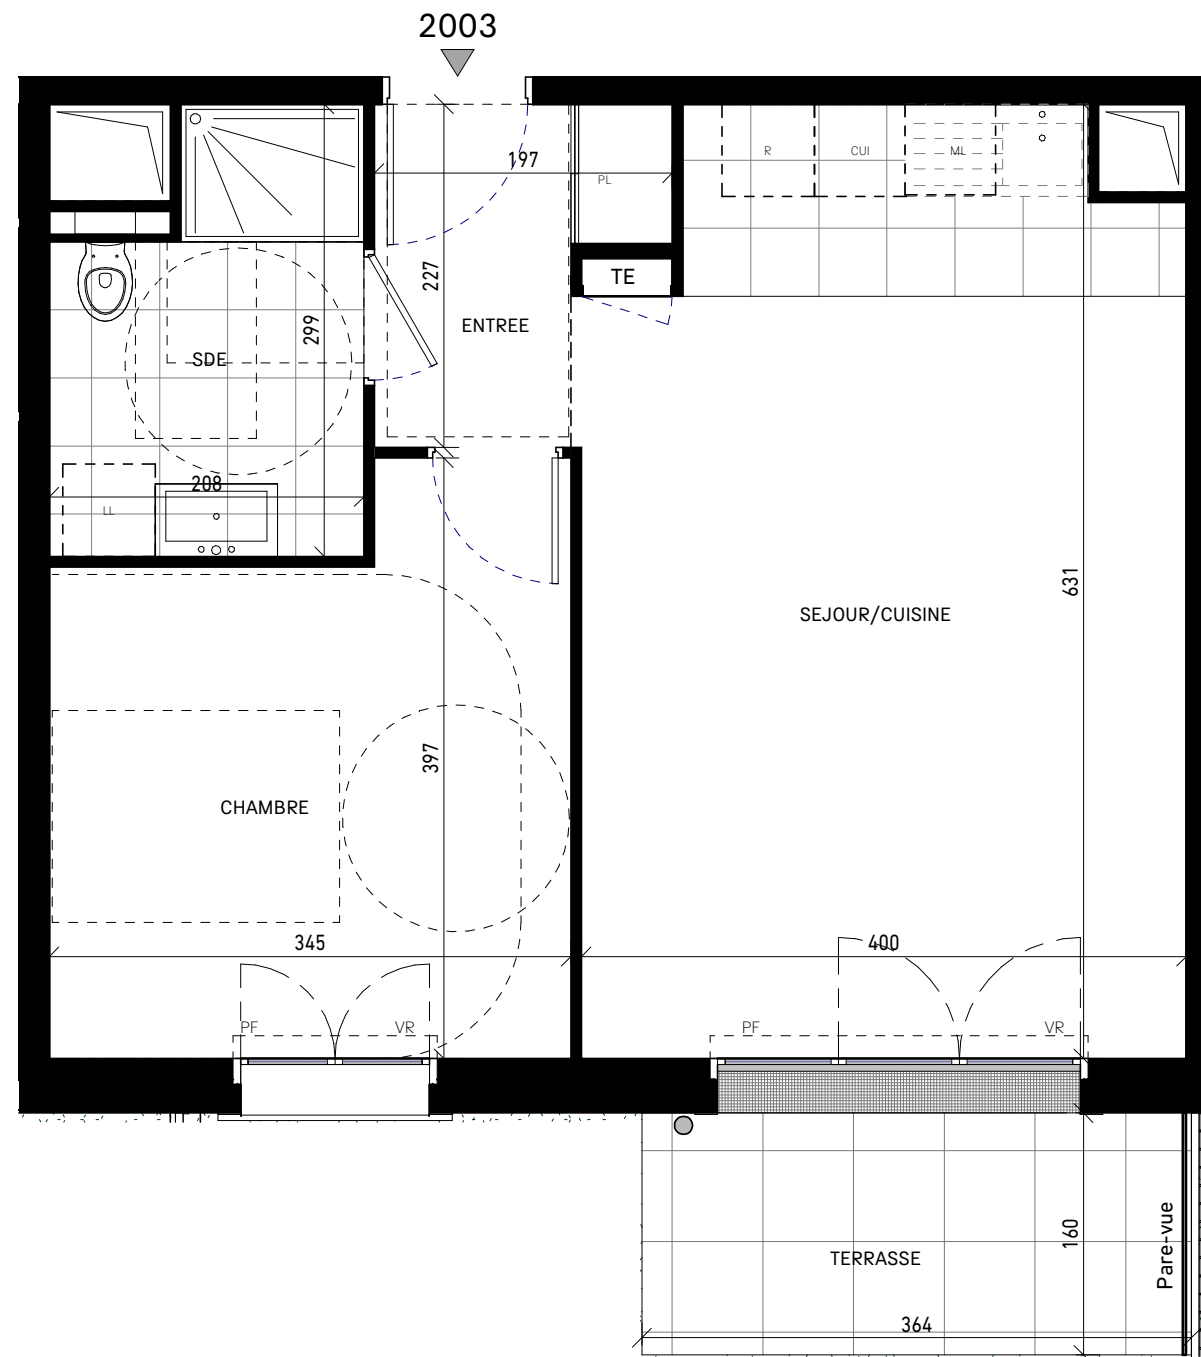 2003
197
PL
R
CUI
ML
TE
227
299
ENTREE
SDE
208
LL
631
SEJOUR/CUISINE
397
CHAMBRE
345
400
PF
VR
PF
VR
160
Pare-vue
TERRASSE
364